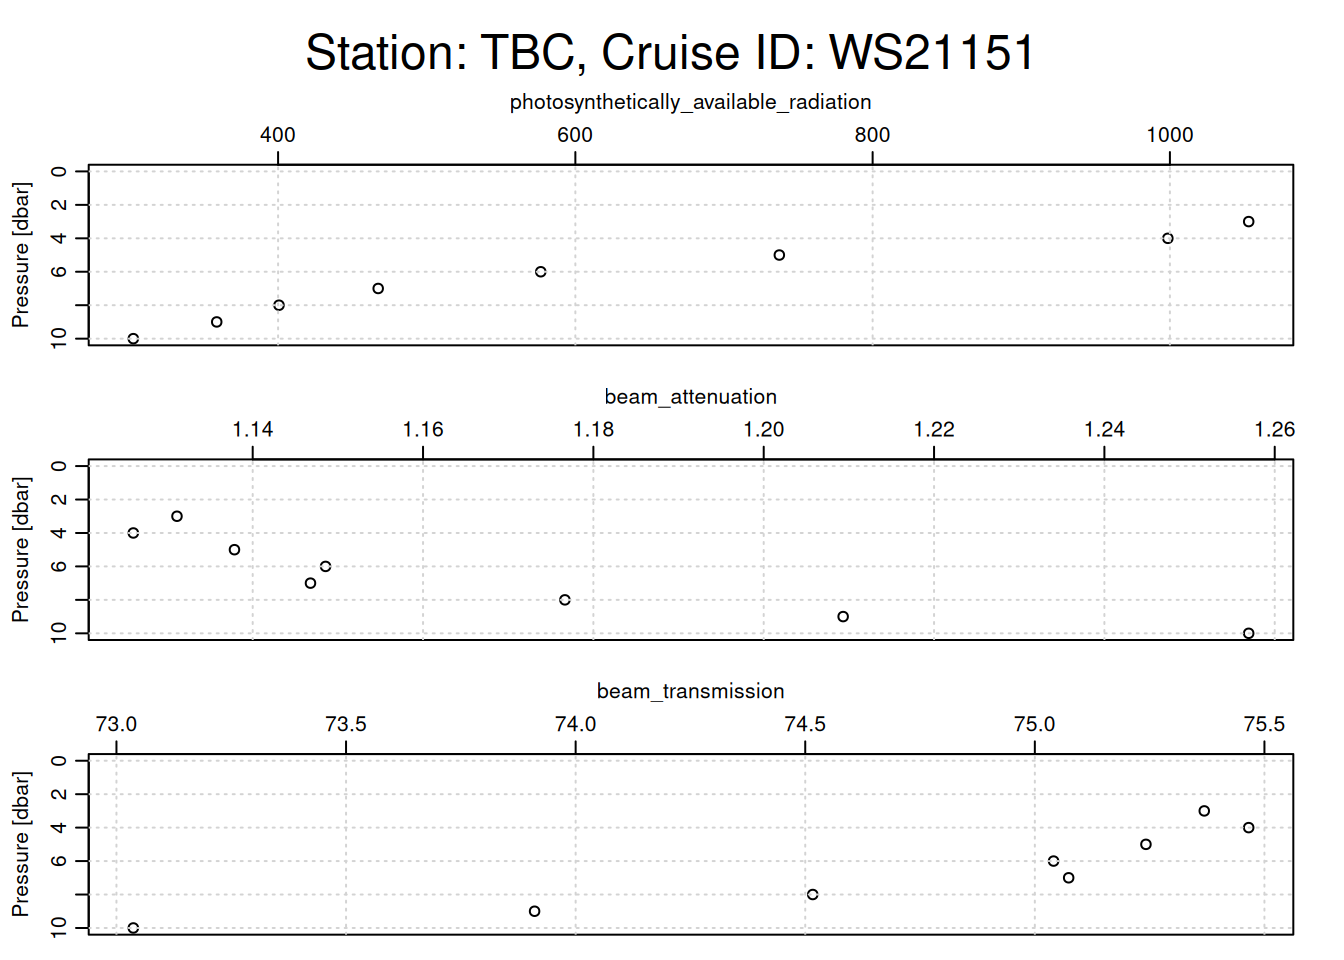 Station: TBC, Cruise ID: WS21151
photosynthetically_available_radiation
400 600 800 1000
Pressure [dbar]
0
2
4
6
10
beam_attenuation
1.14 1.16 1.18 1.20 1.22 1.24 1.26
Pressure [dbar]
0
2
4
6
10
beam_transmission
73.0 73.5 74.0 74.5 75.0 75.5
Pressure [dbar]
0
2
4
6
10